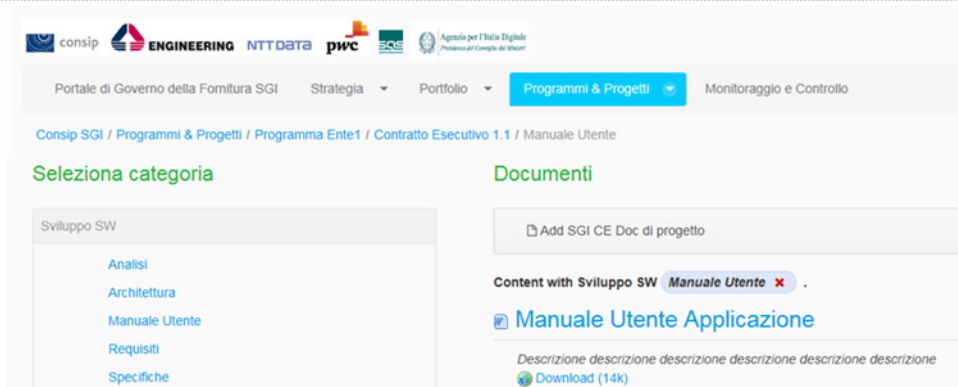 consip ENGINEERING NTT DATA pwc SQS Agenzia per l'Italia Digitale
Presidenza del Consiglio dei Ministri
Portale di Governo della Fornitura SGI Strategia Portfolio Programmi & Progetti Monitoraggio e Controllo
Consip SGI / Programmi & Progetti / Programma Ente1 / Contratto Esecutivo 1.1 / Manuale Utente
Seleziona categoria
Sviluppo SW
Analisi
Architettura
Manuale Utente
Requisiti
Specifiche
Documenti
Add SGI CE Doc di progetto
Content with Sviluppo SW Manuale Utente ✖ .
Manuale Utente Applicazione
Descrizione descrizione descrizione descrizione descrizione descrizione
Download (14k)